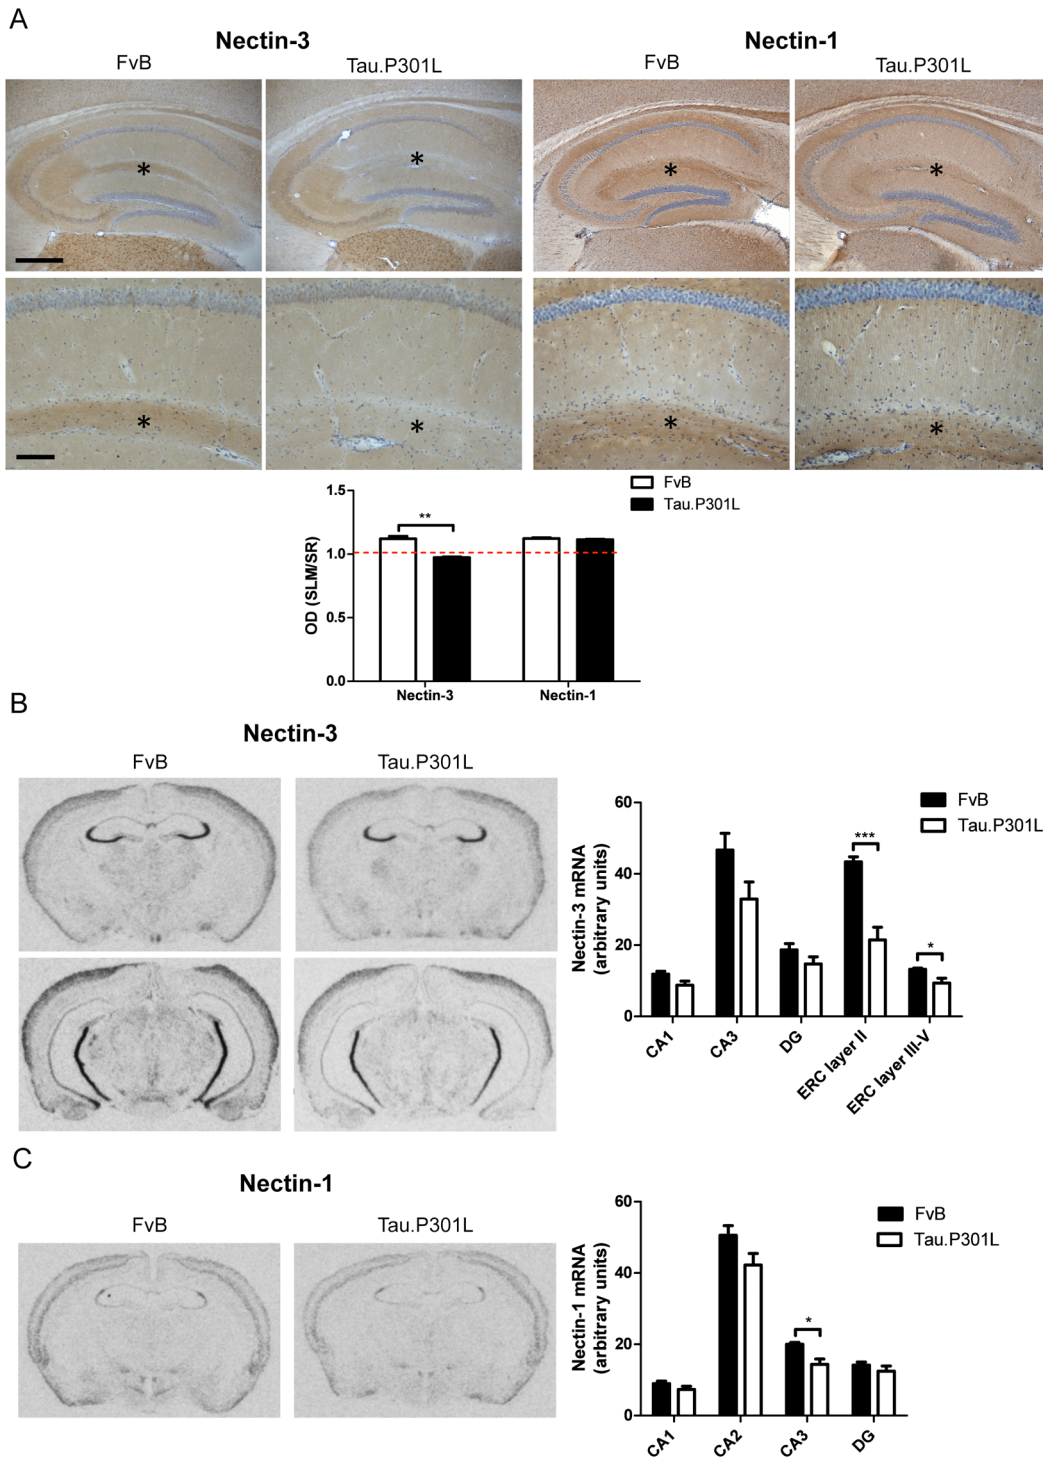 A
Nectin-3
Nectin-1
FvB
Tau.P301L
FvB
Tau.P301L
*
*
*
*
*
*
*
*
1.5
1.0
0.5
0.0
OD (SLM/SR)
**
FvB
Tau.P301L
Nectin-3
Nectin-1
B
Nectin-3
FvB
Tau.P301L
60
40
20
0
Nectin-3 mRNA
(arbitrary units)
FvB
Tau.P301L
***
*
CA1
CA3
DG
ERC layer II
ERC layer III-V
C
Nectin-1
FvB
Tau.P301L
60
40
20
0
Nectin-1 mRNA
(arbitrary units)
FvB
Tau.P301L
*
CA1
CA2
CA3
DG